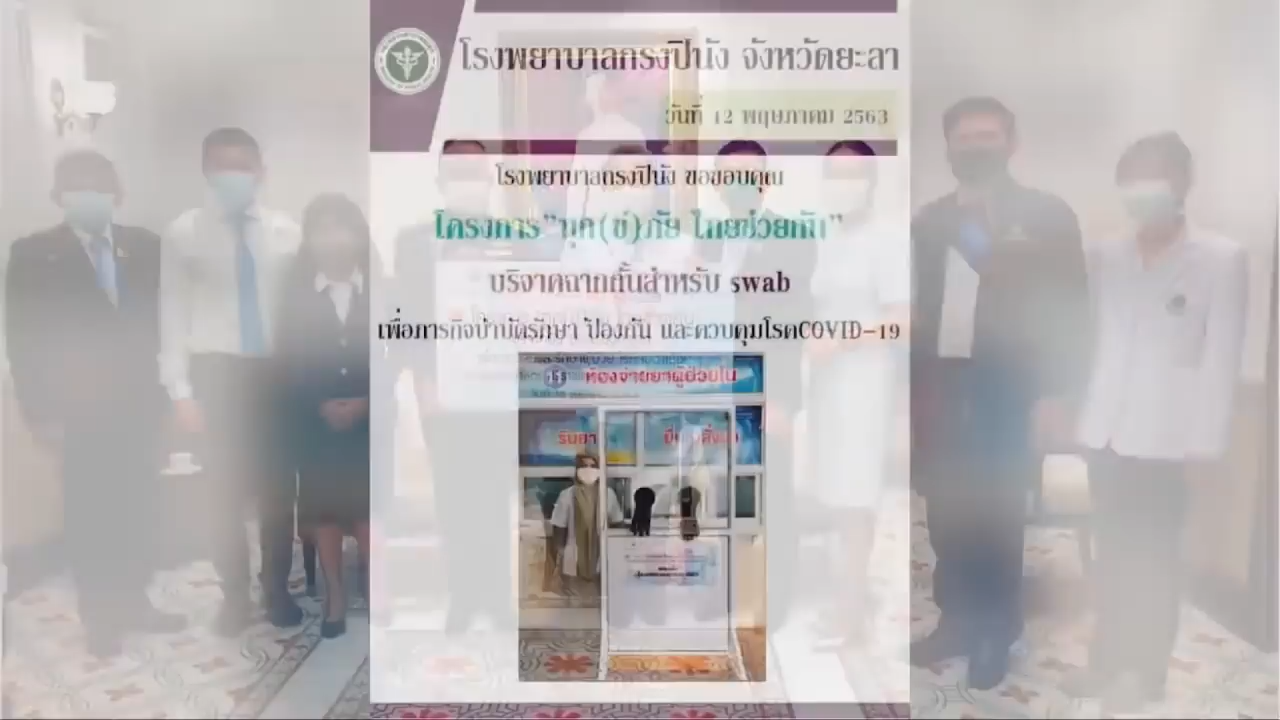 โรงพยาบาลกรงปินัง จังหวัดยะลา
วันที่ 12 พฤษภาคม 2563
โรงพยาบาลกรงปินัง ขอขอบคุณ
โครงการ"บุก(ข์)ภัย ไทยช่วยกัน"
บริจาคฉากกั้นสำหรับ swab
เพื่อภารกิจบำบัดรักษา ป้องกัน และควบคุมโรคCOVID-19
ห้องจ่ายยาผู้ป่วยใน
รับยา